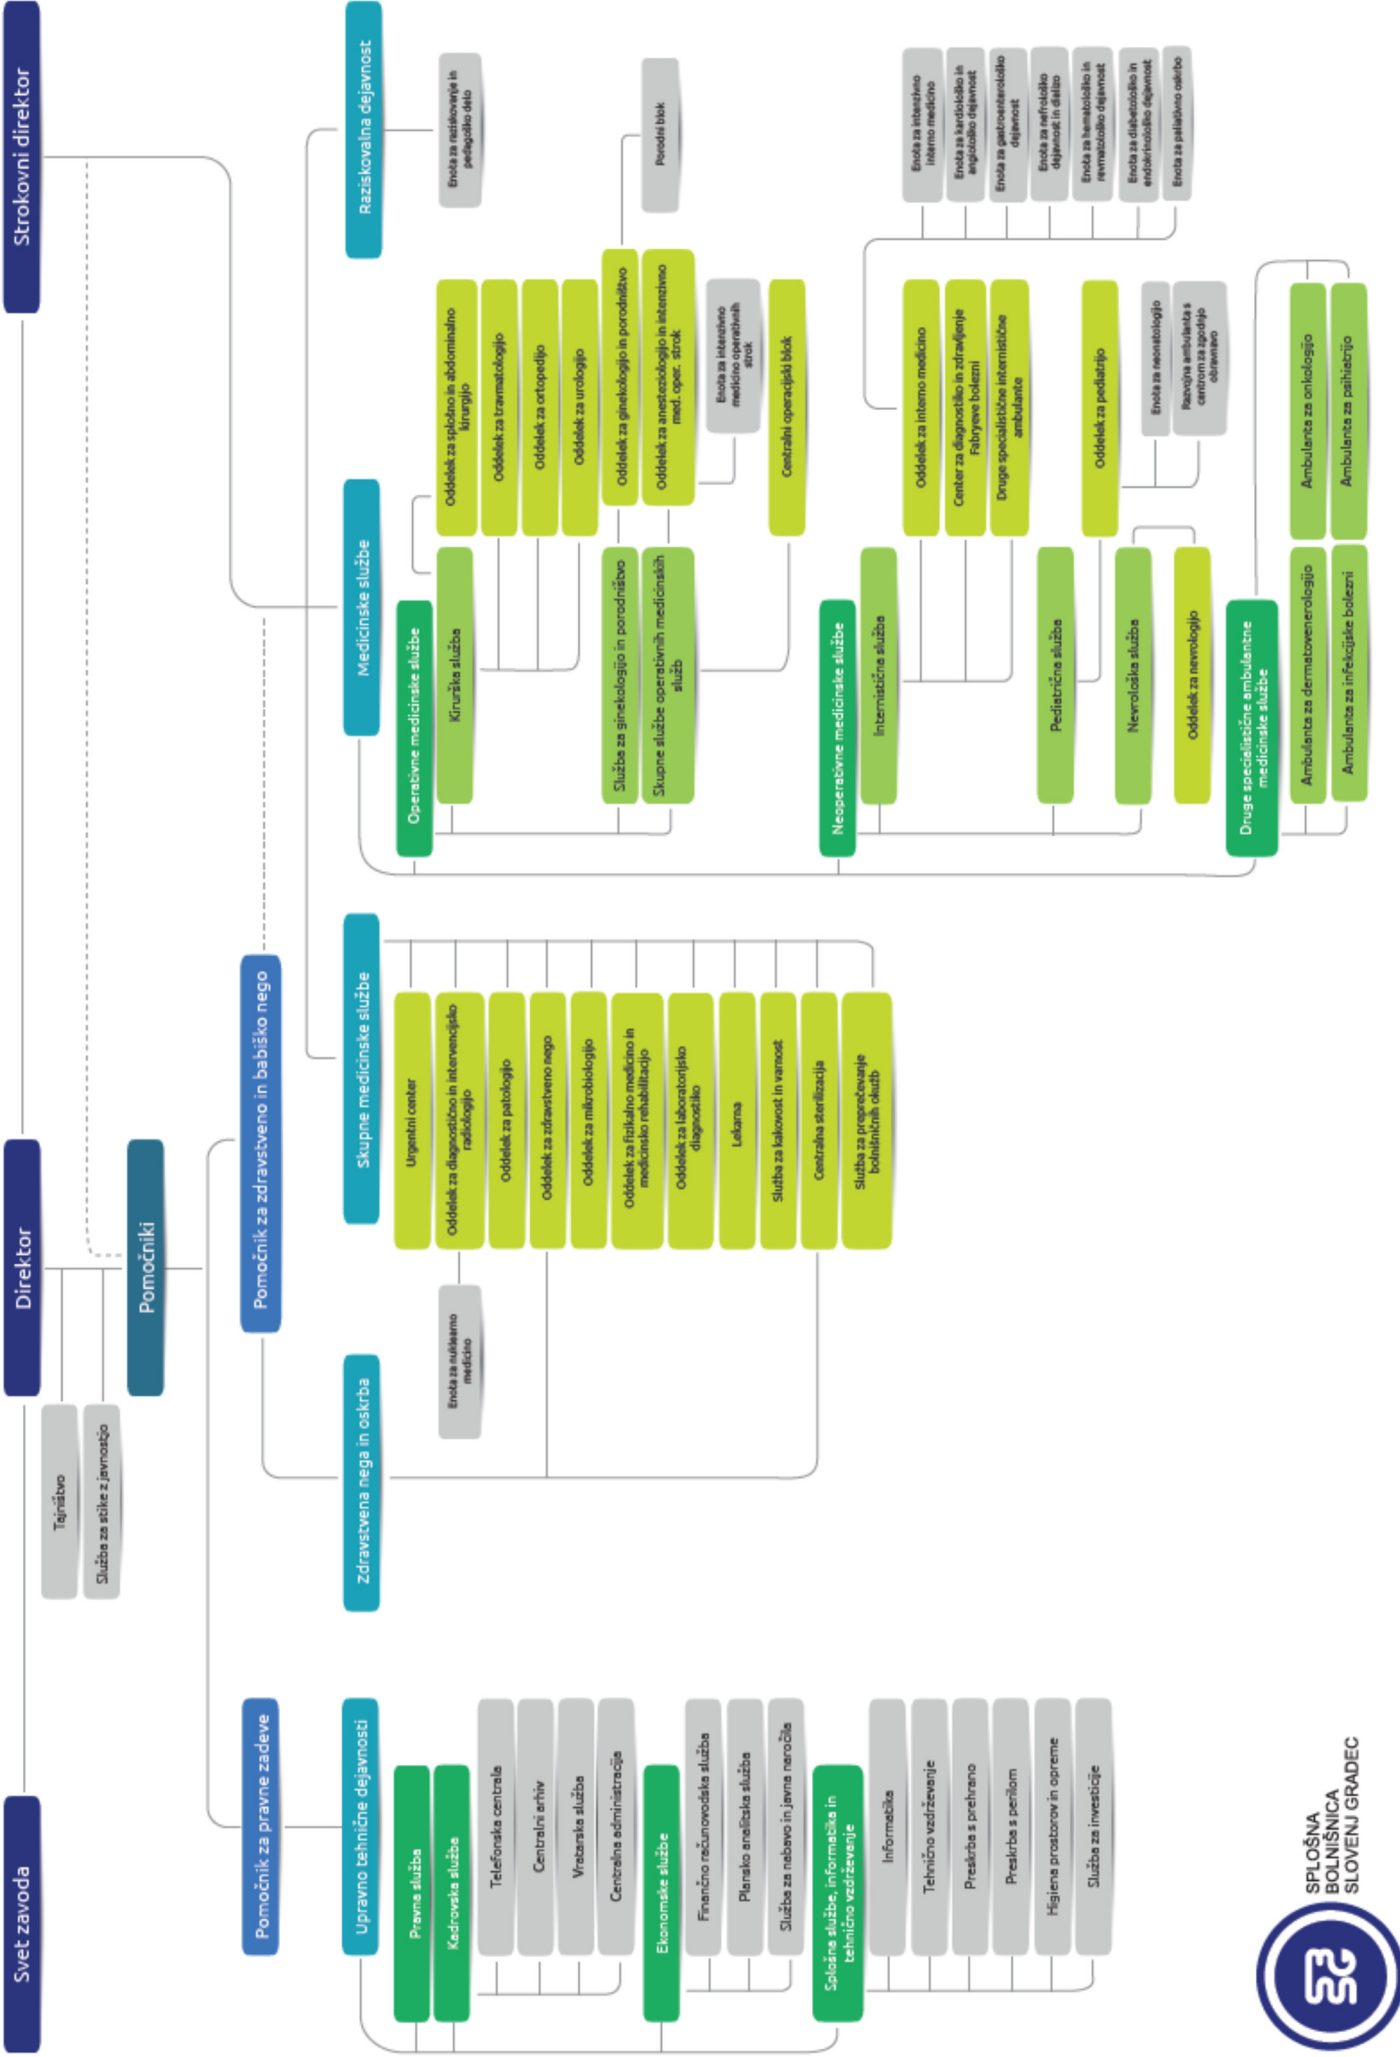 Svet zavoda
Direktor
Strokovni direktor
Tajništvo
Služba za stike z javnostjo
Pomočniki
Pomočnik za pravne zadeve
Pomočnik za zdravstveno in babiško nego
Upravno tehnične dejavnosti
Zdravstvena nega in oskrba
Skupne medicinske službe
Medicinske službe
Raziskovalna dejavnost
Pravna služba
Kadrovska služba
Telefonska centrala
Centralni arhiv
Vratarska služba
Centralna administracija
Ekonomske službe
Finančno računovodska služba
Plansko analitska služba
Služba za nabavo in javna naročila
Splošna službe, informatika in
tehnično vzdrževanje
Informatika
Tehnično vzdrževanje
Preskrba s prehrano
Preskrba s perilom
Higiena prostorov in opreme
Služba za investicije
Enota za nuklearno
medicino
Urgentni center
Oddelek za diagnostično in intervencijsko
radiologijo
Oddelek za patologijo
Oddelek za zdravstveno nego
Oddelek za mikrobiologijo
Oddelek za fizikalno medicino in
medicinsko rehabilitacijo
Oddelek za laboratorijsko
diagnostiko
Lekarna
Služba za kakovost in varnost
Centralna sterilizacija
Služba za preprečevanje
bolnišničnih okužb
Operativne medicinske službe
Kirurška služba
Oddelek za splošno in abdominalno
kirurgijo
Oddelek za travmatologijo
Oddelek za ortopedijo
Oddelek za urologijo
Služba za ginekologijo in porodništvo
Oddelek za ginekologijo in porodništvo
Porodni blok
Skupne službe operativnih medicinskih
služb
Oddelek za anesteziologijo in intenzivno
med. oper. strok
Enota za intenzivno
medicino operativnih
strok
Centralni operacijski blok
Enota za raziskovanje in
pedagoško delo
Neoperativne medicinske službe
Internistična služba
Oddelek za interno medicino
Center za diagnostiko in zdravljenje
Fabryeve bolezni
Druge specialistične internistične
ambulante
Enota za intenzivno
interno medicino
Enota za kardiološko in
angiološko dejavnost
Enota za gastroenterološko
dejavnost
Enota za nefrološko
dejavnost in dializo
Enota za hematološko in
revmatološko dejavnost
Enota za diabetološko in
endokrinološko dejavnost
Enota za paliativno oskrbo
Pediatrična služba
Oddelek za pediatrijo
Enota za neonatologijo
Razvojna ambulanta s
centrom za zgodnjo
obravnavo
Nevrološka služba
Oddelek za nevrologijo
Druge specialistične ambulantne
medicinske službe
Ambulanta za dermatovenerologijo
Ambulanta za onkologijo
Ambulanta za infekcijske bolezni
Ambulanta za psihiatrijo
SPLOŠNA
BOLNIŠNICA
SLOVENJ GRADEC